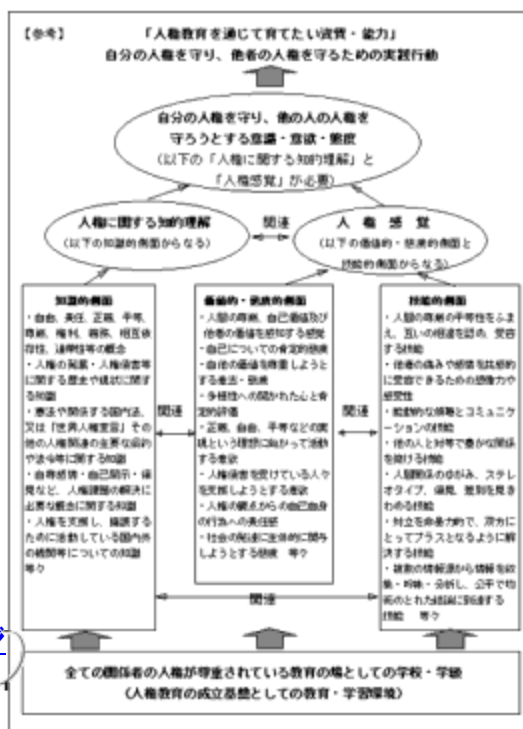 【参考】
「人権教育を通じて育てたい資質・能力」
自分の人権を守り、他者の人権を守るための実践行動
自分の人権を守り、他の人の人権を
守ろうとする意識・意欲・態度
(以下の「人権に関する知的理解」と
「人権感覚」が必要)
人権に関する知的理解
(以下の知識的側面からなる)
関連
人権感覚
(以下の価値的・態度的側面と
技能的側面からなる)
知識的側面
・自由、責任、正義、平等、
尊厳、権利、義務、相互依
存性、連帯性等の概念
・人権の発展・人権侵害等
に関する歴史や現状に関す
る知識
・憲法や関係する国内法、
又は「世界人権宣言」その
他の人権関連の主要な条約
や法令等に関する知識
・自尊感情・自己開示・偏
見など、人権課題の解決に
必要な概念に関する知識
・人権を支援し、擁護する
ために活動している国内外
の機関等についての知識
等々
関連
価値的・態度的側面
・人間の尊厳、自己価値及び
他者の価値を感知する感覚
・自己についての肯定的態度
・自他の価値を尊重しようと
する意志・態度
・多様性への開かれた心と肯
定的評価
・正義、自由、平等などの実
現という理想に向かって活動
する意欲
・人権侵害を受けている人々
を支援しようとする意欲
・人権の観点からの自己自身
の行為への責任感
・社会の発達に主体的に関与
しようとする態度 等々
関連
技能的側面
・人間の尊厳の平等性をふま
え、互いの相違を認め、受容
する技能
・他者の痛みや感情を共感的
に受容できるための想像力や
感受性
・能動的な傾聴とコミュニケ
ーションの技能
・他の人と対等で豊かな関係
を築ける技能
・人間関係のゆがみ、ステレ
オタイプ、偏見、差別を見き
わめる技能
・対立を非暴力的で、双方に
とってプラスとなるように解
決する技能
・複数の情報源から情報を収
集・吟味・分析し、公平で均
衡のとれた結論に到達する
技能 等々
関連
全ての関係者の人権が尊重されている教育の場としての学校・学級
(人権教育の成立基盤としての教育・学習環境)